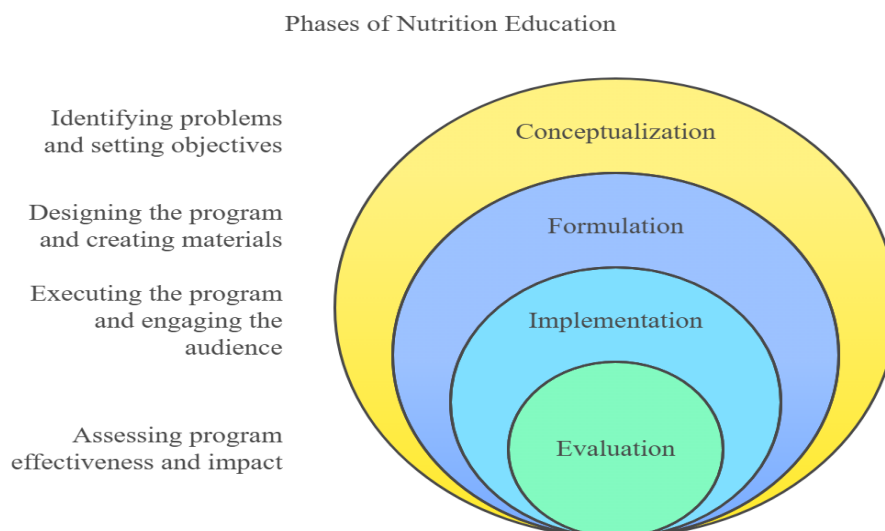 Phases of Nutrition Education
Identifying problems
and setting objectives
Conceptualization
Designing the program
and creating materials
Formulation
Executing the program
and engaging the
audience
Implementation
Assessing program
effectiveness and impact
Evaluation